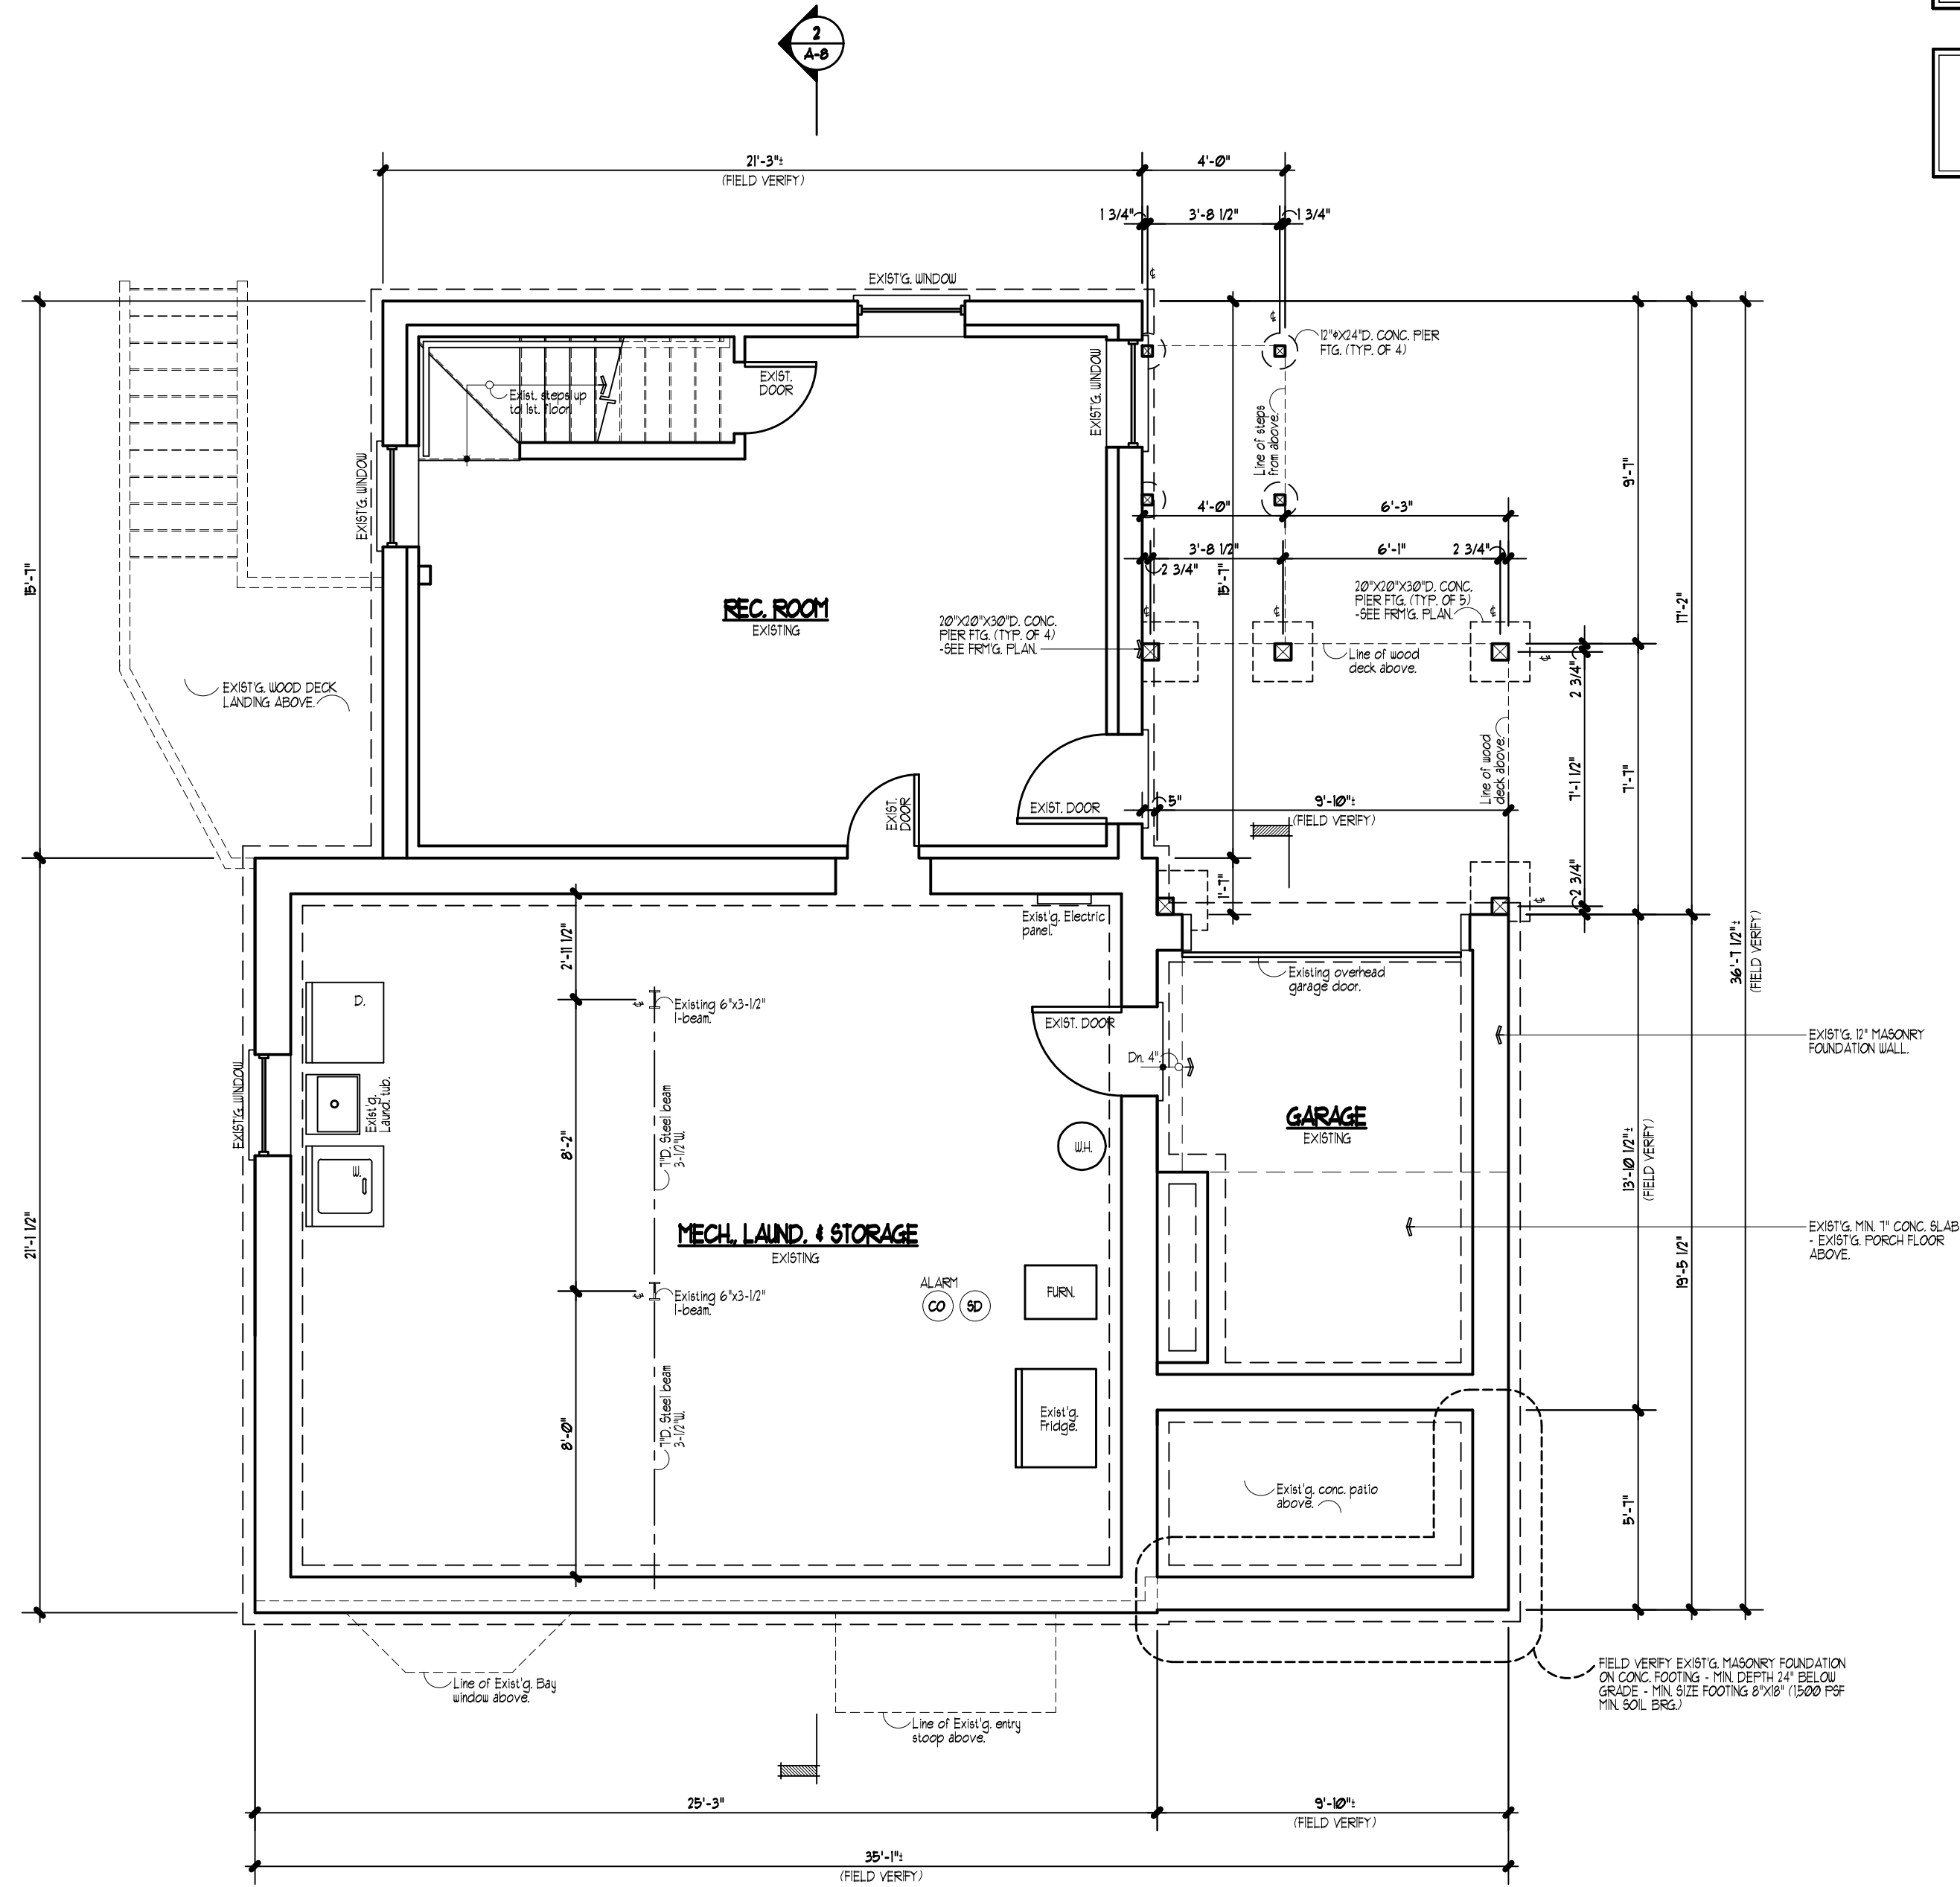 2
A-8
21'-3"±
(FIELD VERIFY)
4'-0"
1 3/4"
3'-8 1/2"
1 3/4"
EXIST'G. WINDOW
12"ϕX24"D. CONC. PIER
FTG. (TYP. OF 4)
EXIST.
DOOR
Exist. steps up
to 1st. floor.
EXIST'G. WINDOW
Line of steps
from above.
EXIST'G. WINDOW
9'-7"
4'-0"
6'-3"
3'-8 1/2"
6'-1"
2 3/4"
2 3/4"
15'-7"
15'-7"
17'-2"
REC. ROOM
EXISTING
20"X20"X30"D. CONC.
PIER FTG. (TYP. OF 4)
-SEE FRM'G. PLAN.
20"X20"X30"D. CONC.
PIER FTG. (TYP. OF 5)
-SEE FRM'G. PLAN.
Line of wood
deck above.
2 3/4"
EXIST'G. WOOD DECK
LANDING ABOVE.
Line of wood
deck above.
7'-1 1/2"
7'-7"
EXIST.
DOOR
EXIST. DOOR
5"
9'-10"±
(FIELD VERIFY)
1'-7"
2 3/4"
Exist'g. Electric
panel.
2'-11 1/2"
36'-7 1/2"±
(FIELD VERIFY)
Existing overhead
garage door.
D.
Existing 6"x3-1/2"
I-beam.
EXIST. DOOR
EXIST'G. 12" MASONRY
FOUNDATION WALL.
Dn. 4".
EXIST'G. WINDOW
Exist'g.
Laund. tub.
7"D. Steel beam
3-1/2"W.
8'-2"
GARAGE
EXISTING
W.H.
W.
13'-10 1/2"±
(FIELD VERIFY)
21'-1 1/2"
MECH., LAUND. & STORAGE
EXISTING
EXIST'G. MIN. 7" CONC. SLAB
- EXIST'G. PORCH FLOOR
ABOVE.
19'-5 1/2"
ALARM
CO
SD
FURN.
Existing 6"x3-1/2"
I-beam.
7"D. Steel beam
3-1/2"W.
8'-0"
Exist'g.
Fridge.
Exist'g. conc. patio
above.
5'-7"
Line of Exist'g. Bay
window above.
Line of Exist'g. entry
stoop above.
FIELD VERIFY EXIST'G. MASONRY FOUNDATION
ON CONC. FOOTING - MIN. DEPTH 24" BELOW
GRADE - MIN. SIZE FOOTING 8"X18" (1,500 PSF
MIN. SOIL BRG.)
25'-3"
9'-10"±
(FIELD VERIFY)
35'-1"±
(FIELD VERIFY)